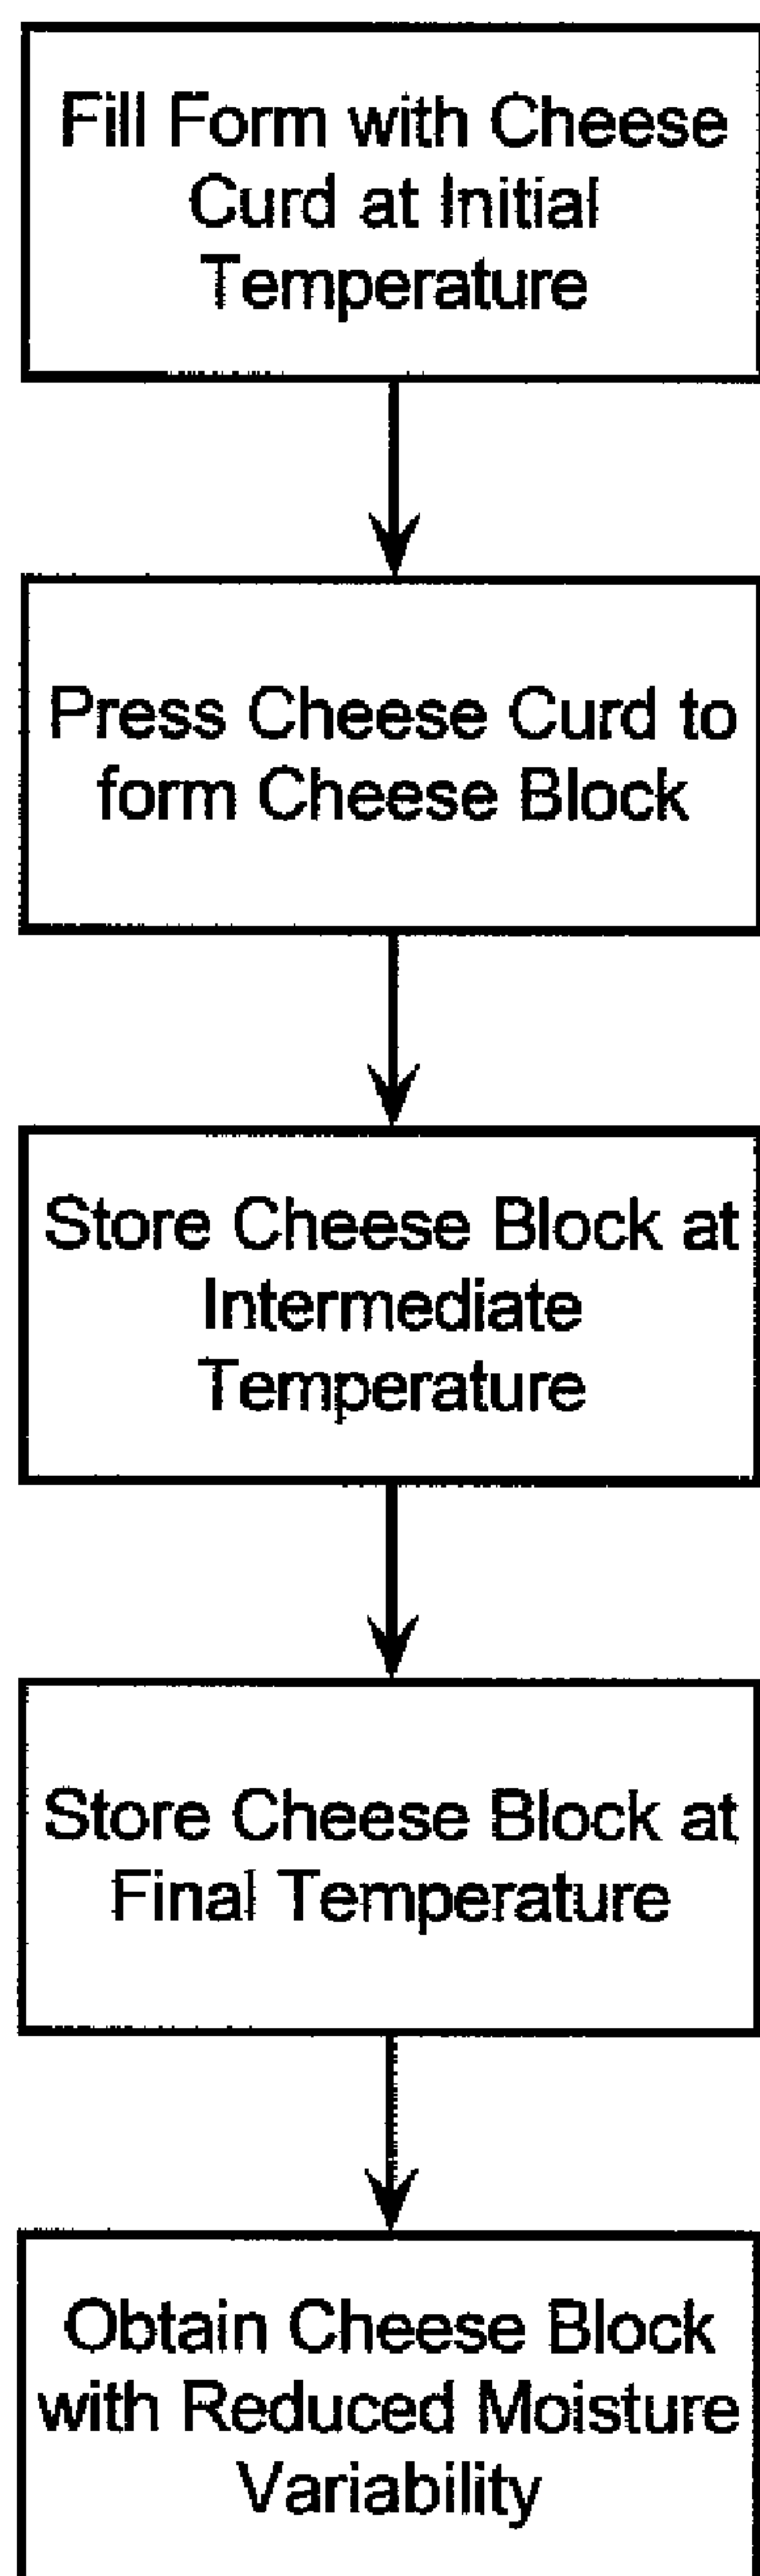 Fill Form with Cheese
Curd at Initial
Temperature
Press Cheese Curd to
form Cheese Block
Store Cheese Block at
Intermediate
Temperature
Store Cheese Block at
Final Temperature
Obtain Cheese Block
with Reduced Moisture
Variability